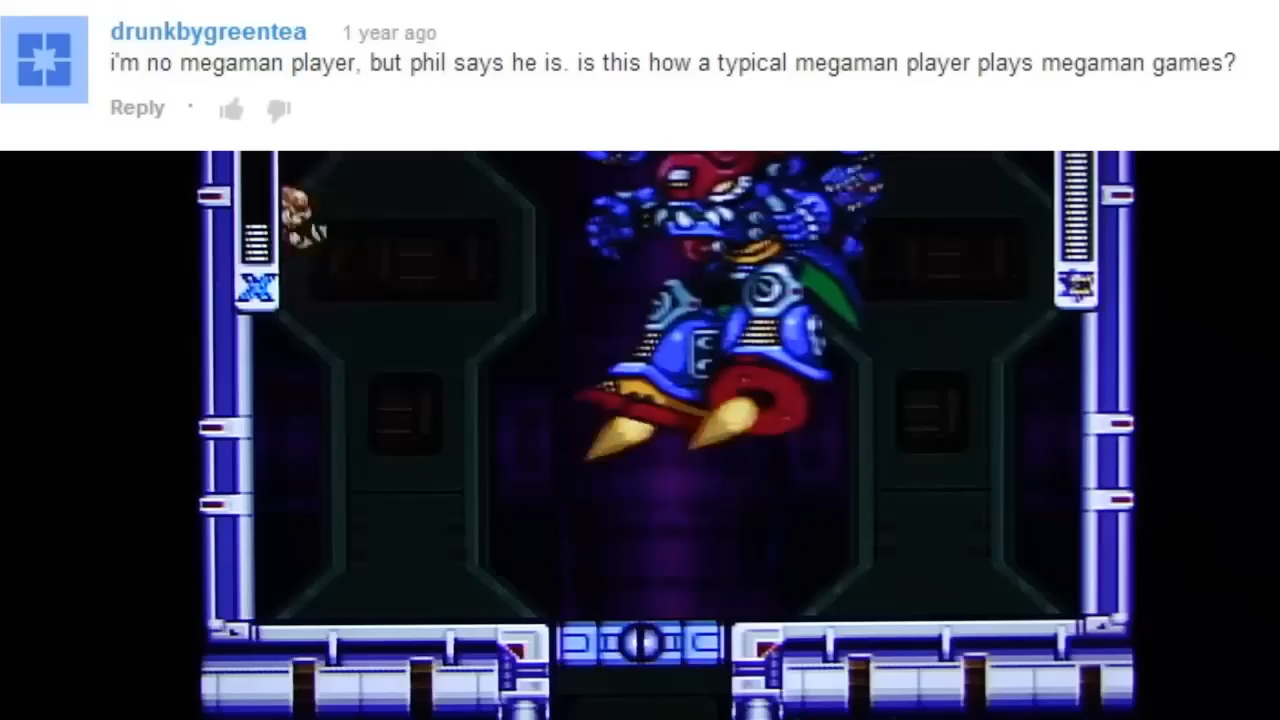 drunkbygreentea 1 year ago
i'm no megaman player, but phil says he is. is this how a typical megaman player plays megaman games?
Reply ·
X